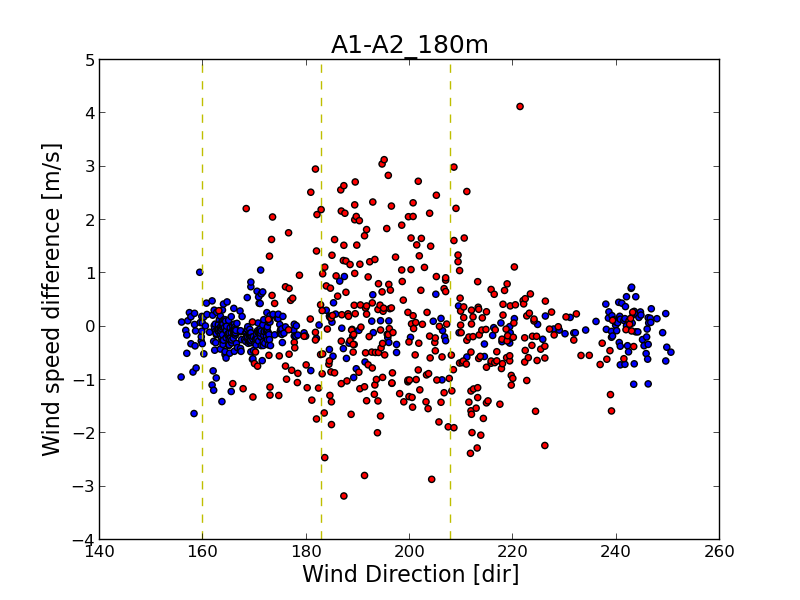 A1-A2_180m
Wind speed difference [m/s]
5
4
3
2
1
0
−1
−2
−3
−4
140 160 180 200 220 240 260
Wind Direction [dir]